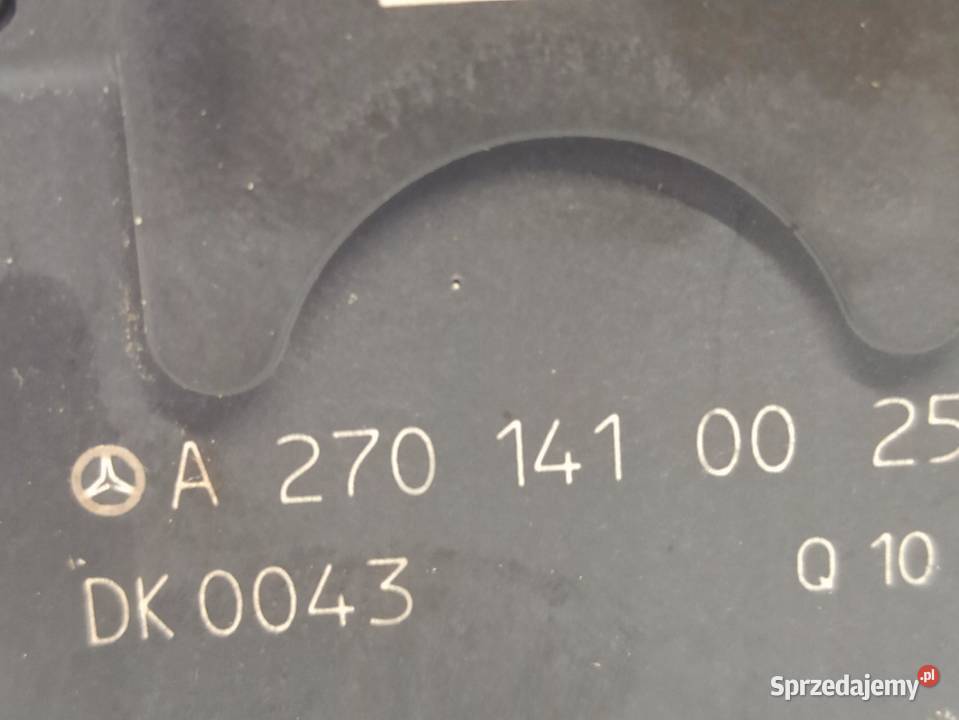 A 270 141 00 25
DK 0043
Q 10
Sprzedajemy.pl